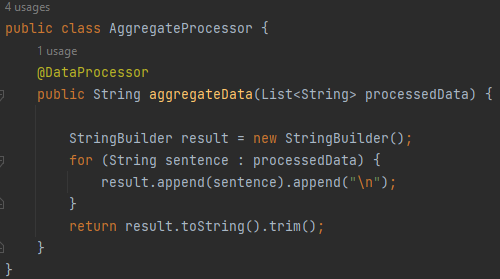 4 usages
public class AggregateProcessor {
1 usage
@DataProcessor
public String aggregateData(List<String> processedData) {
StringBuilder result = new StringBuilder();
for (String sentence : processedData) {
result.append(sentence).append("\n");
}
return result.toString().trim();
}
}